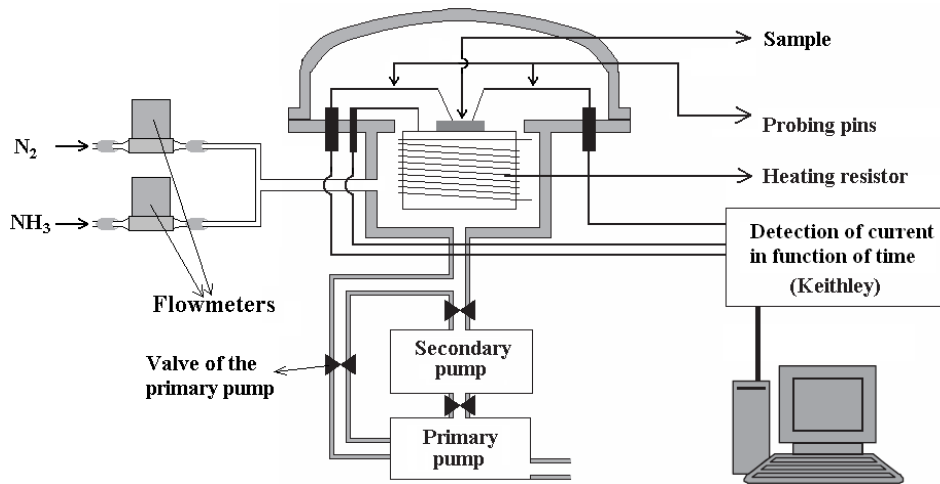 Sample
Probing pins
N2
Heating resistor
NH3
Detection of current
in function of time
(Keithley)
Flowmeters
Valve of the
primary pump
Secondary
pump
Primary
pump